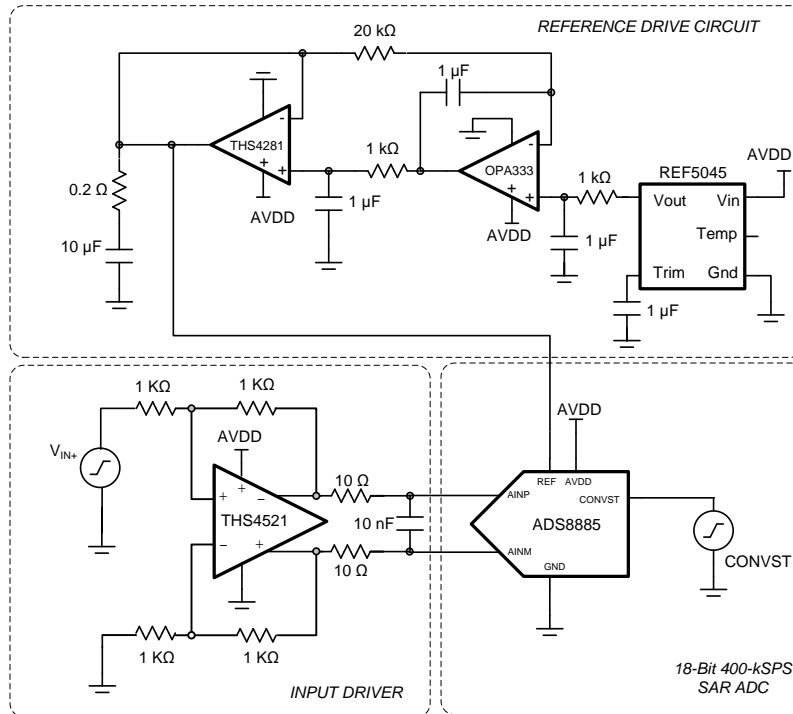 REFERENCE DRIVE CIRCUIT
20 kΩ
1 µF
-
THS4281
+
+
AVDD
1 kΩ
1 µF
-
OPA333
+
+
AVDD
1 kΩ
1 µF
REF5045
AVDD
Vout
Vin
Temp
Trim
Gnd
1 µF
0.2 Ω
10 µF
1 KΩ
1 KΩ
VIN+
AVDD
+
+
−
THS4521
−
+
10 Ω
10 nF
10 Ω
1 KΩ
1 KΩ
INPUT DRIVER
AVDD
REF
AVDD
CONVST
AINP
ADS8885
AINM
GND
CONVST
18-Bit 400-kSPS
SAR ADC